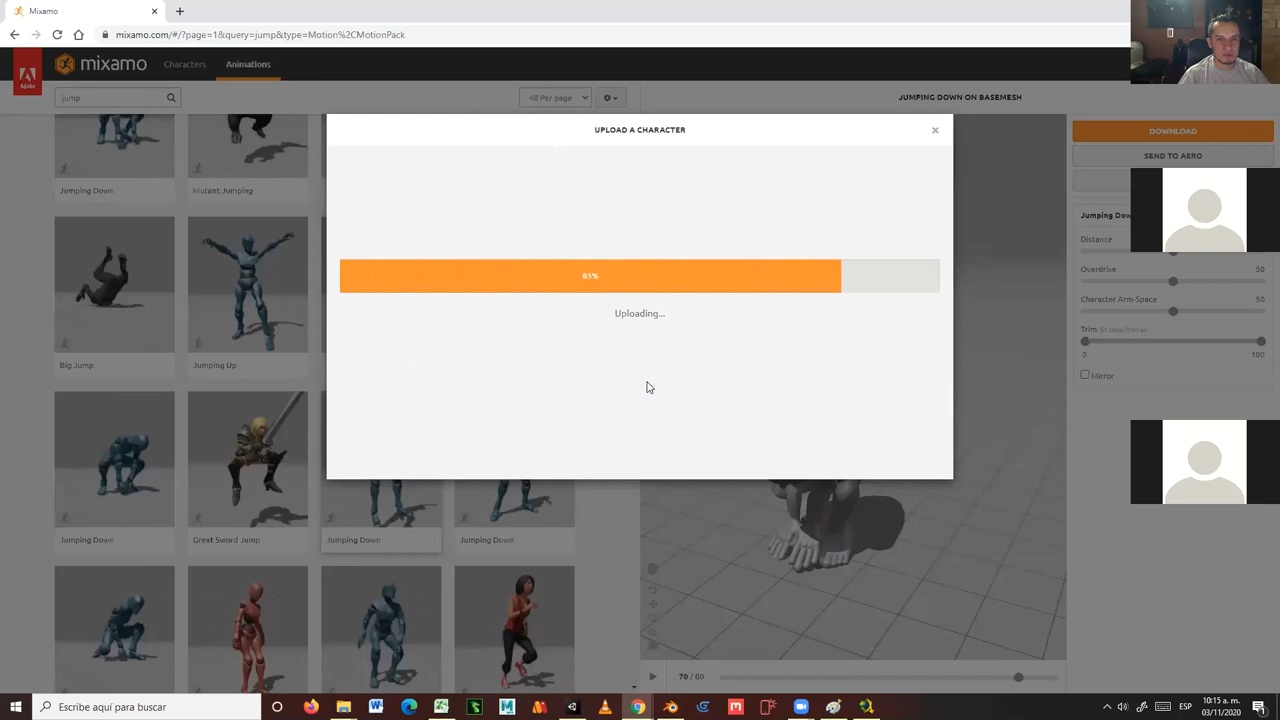 Mixamo
mixamo.com/#/?page=1&query=jump&type=Motion%2CMotionPack
Adobe
mixamo
Characters
Animations
jump
48 Per page
JUMPING DOWN ON BASEMESH
UPLOAD A CHARACTER
DOWNLOAD
SEND TO AERO
Jumping Down
Mutant Jumping
Jumping Dow
Distance
Overdrive
50
Character Arm-Space
50
Trim
0
100
Mirror
85%
Uploading...
Big Jump
Jumping Up
Jumping Down
Great Sword Jump
Jumping Down
Jumping Down
70 / 60
Escribe aquí para buscar
ESP
10:15 a. m.
03/11/2020